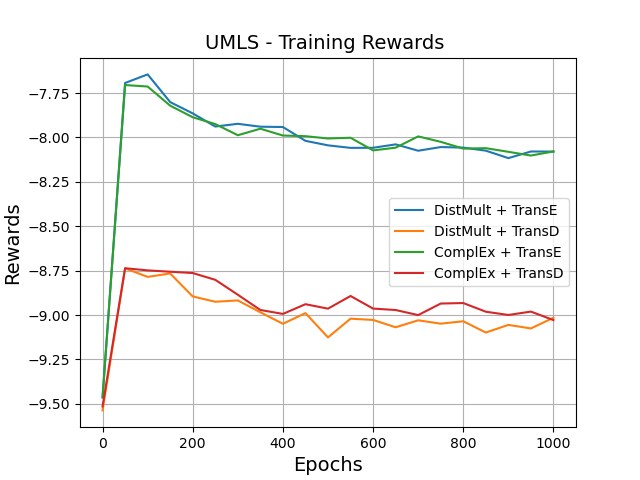 UMLS - Training Rewards
Rewards
−7.75
−8.00
−8.25
−8.50
−8.75
−9.00
−9.25
−9.50
DistMult + TransE
DistMult + TransD
ComplEx + TransE
ComplEx + TransD
0 200 400 600 800 1000
Epochs